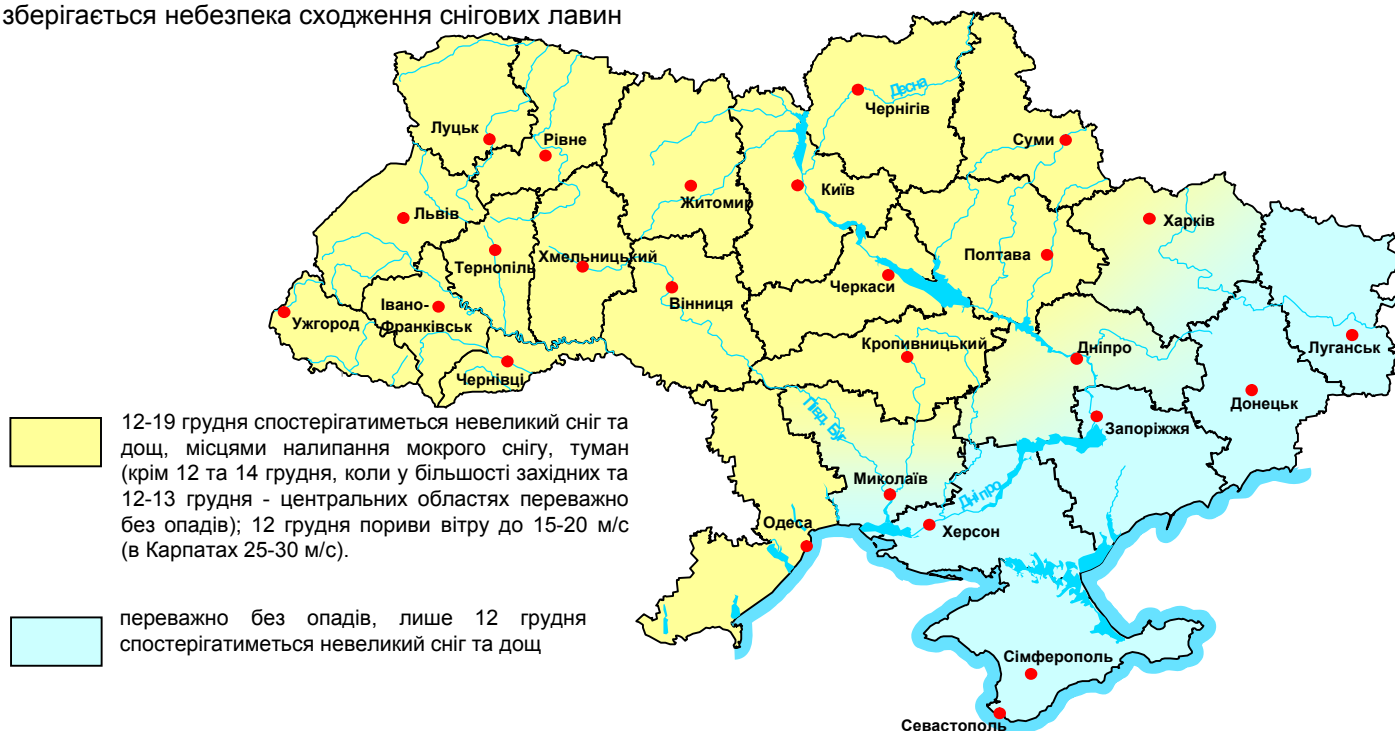 зберігається небезпека сходження снігових лавин
Десна
Чернігів
Луцьк
Рівне
Суми
Житомир
Київ
Львів
Харків
Хмельницький
Тернопіль
Полтава
Черкаси
Вінниця
Івано-
Франківськ
Ужгород
Кропивницький
Дніпро
Луганськ
Чернівці
Донецьк
12-19 грудня спостерігатиметься невеликий сніг та
дощ, місцями налипання мокрого снігу, туман
(крім 12 та 14 грудня, коли у більшості західних та
12-13 грудня - центральних областях переважно
без опадів); 12 грудня пориви вітру до 15-20 м/с
(в Карпатах 25-30 м/с).
Півд. Буг
Запоріжжя
Миколаїв
Дніпро
Одеса
Херсон
переважно без опадів, лише 12 грудня
спостерігатиметься невеликий сніг та дощ
Сімферополь
Севастополь